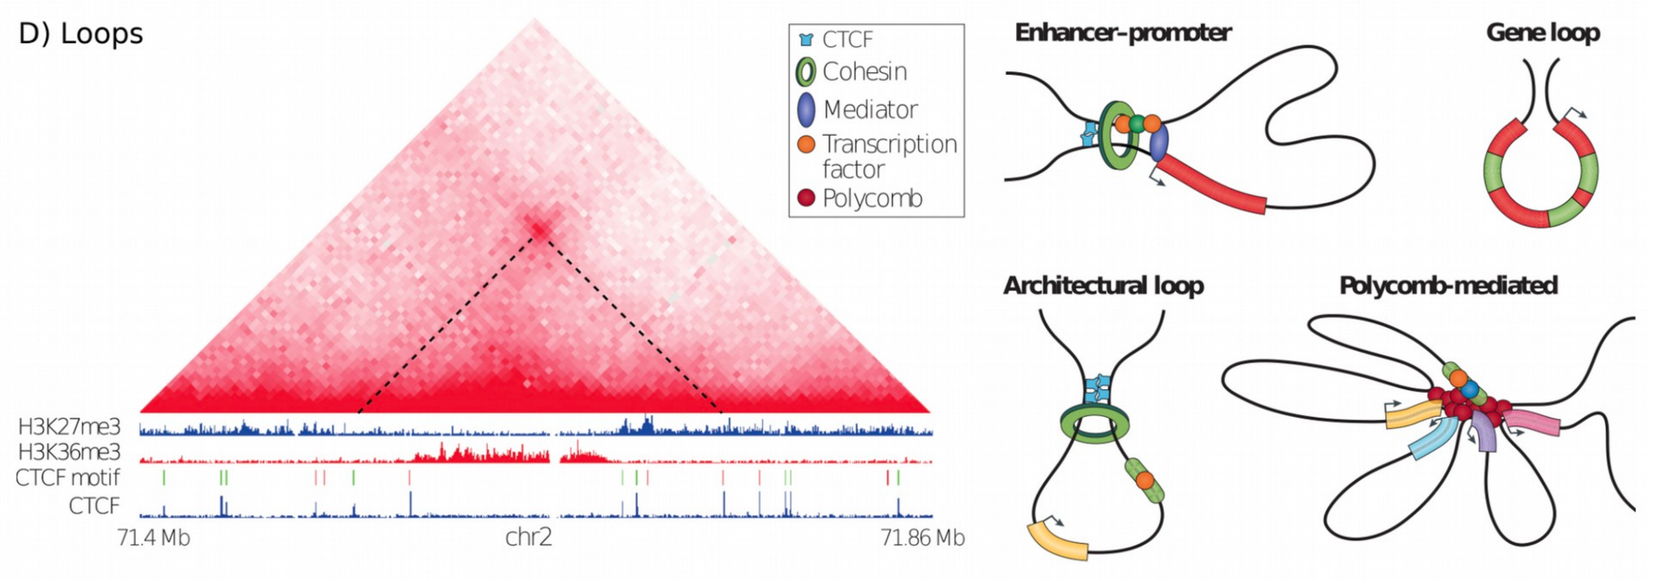 D) Loops
CTCF
Cohesin
Mediator
Transcription
factor
Polycomb
Enhancer–promoter
Gene loop
Architectural loop
Polycomb-mediated
H3K27me3
H3K36me3
CTCF motif
CTCF
71.4 Mb
chr2
71.86 Mb